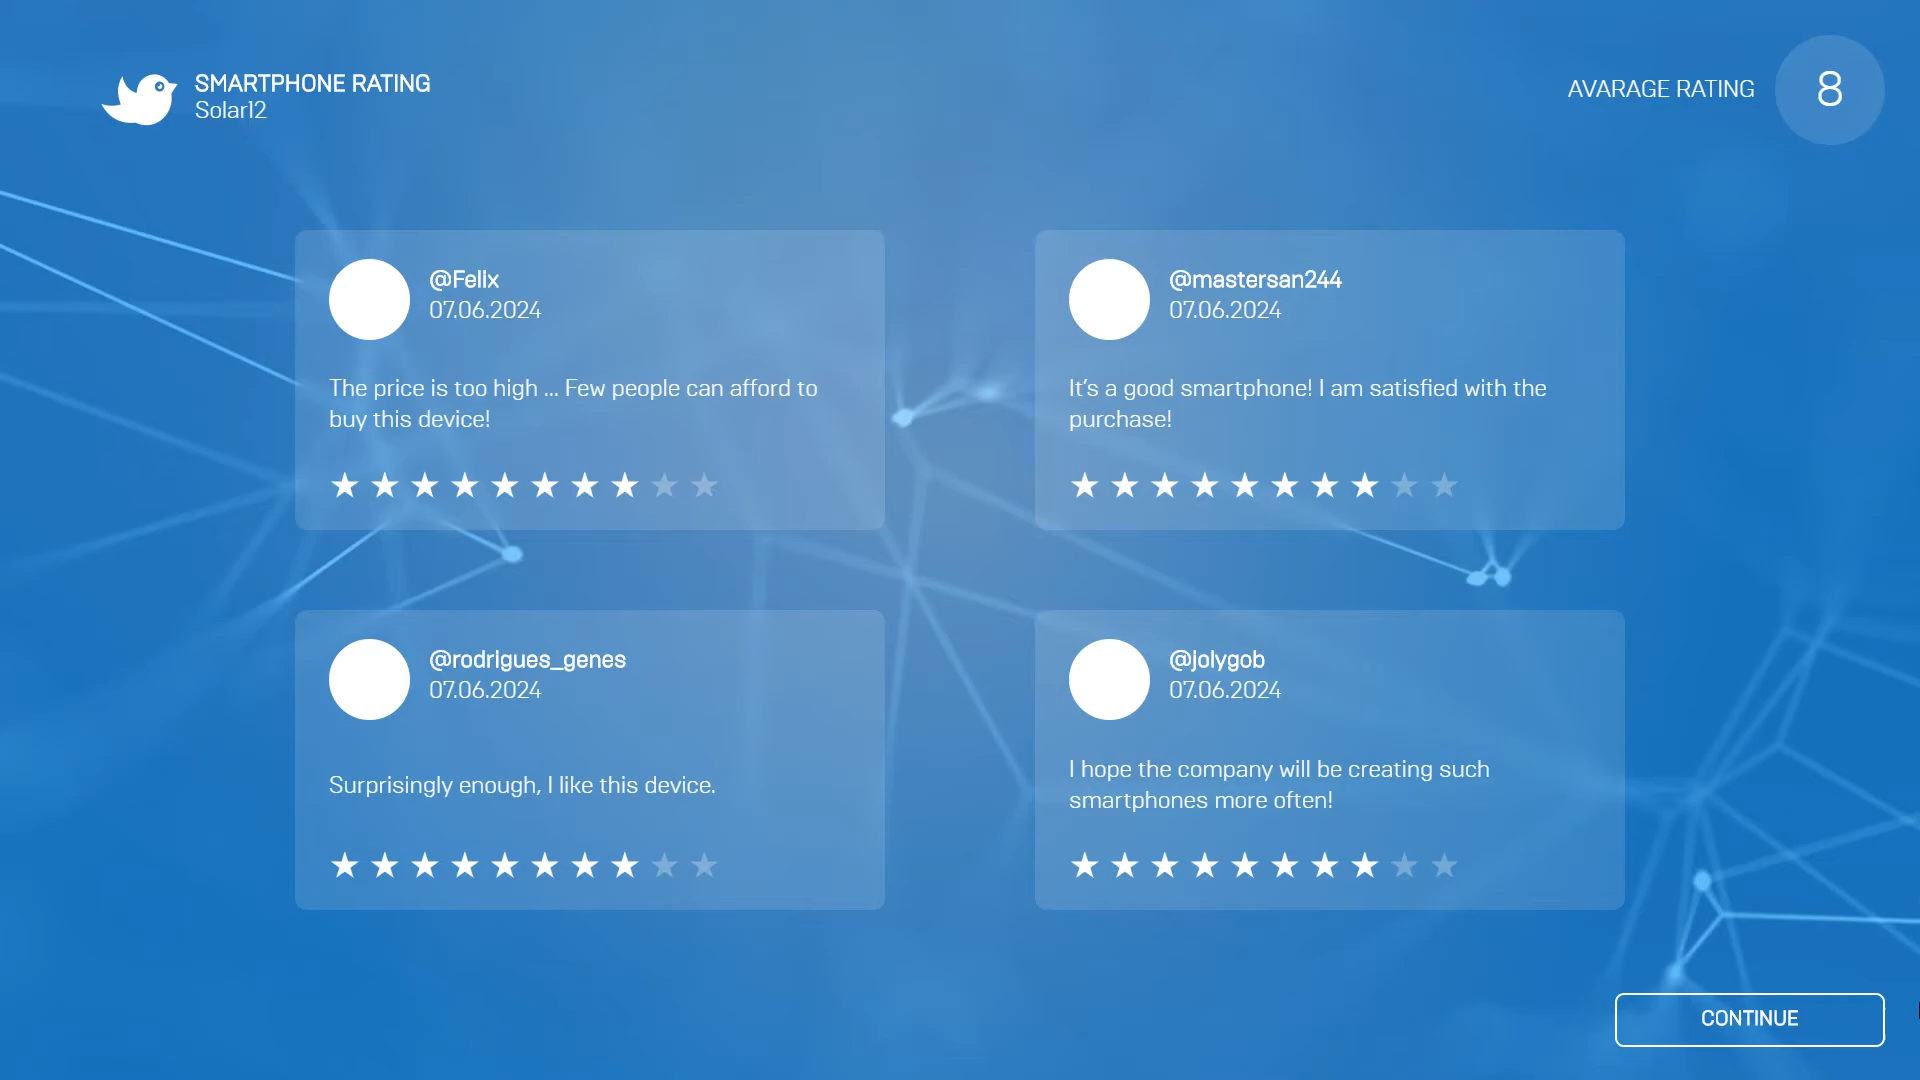 SMARTPHONE RATING
Solar12
AVARAGE RATING
8
@Felix
07.06.2024
The price is too high ... Few people can afford to
buy this device!
@mastersan244
07.06.2024
It's a good smartphone! I am satisfied with the
purchase!
@rodrigues_genes
07.06.2024
Surprisingly enough, I like this device.
@jolygob
07.06.2024
I hope the company will be creating such
smartphones more often!
CONTINUE